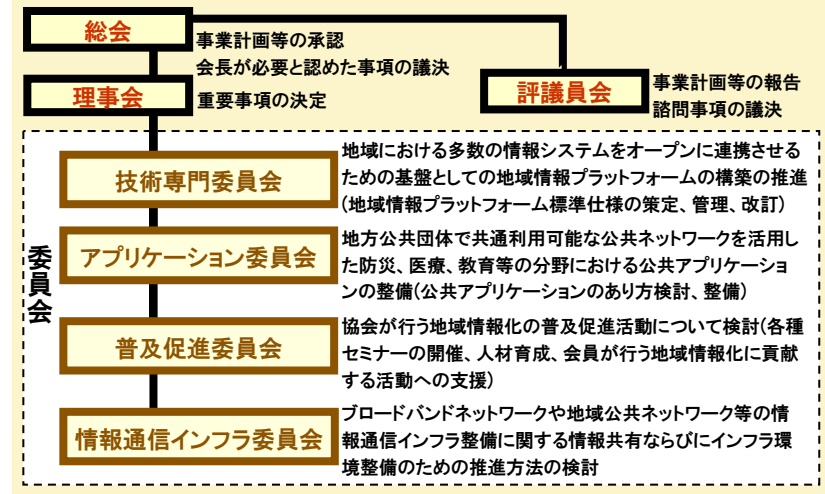 総会
事業計画等の承認
会長が必要と認めた事項の議決
理事会
重要事項の決定
評議員会
事業計画等の報告
諮問事項の議決
委員会
技術専門委員会
地域における多数の情報システムをオープンに連携させる
ための基盤としての地域情報プラットフォームの構築の推進
(地域情報プラットフォーム標準仕様の策定、管理、改訂)
アプリケーション委員会
地方公共団体で共通利用可能な公共ネットワークを活用し
た防災、医療、教育等の分野における公共アプリケーショ
ンの整備(公共アプリケーションのあり方検討、整備)
普及促進委員会
協会が行う地域情報化の普及促進活動について検討(各種
セミナーの開催、人材育成、会員が行う地域情報化に貢献
する活動への支援)
情報通信インフラ委員会
ブロードバンドネットワークや地域公共ネットワーク等の情
報通信インフラ整備に関する情報共有ならびにインフラ環
境整備のための推進方法の検討